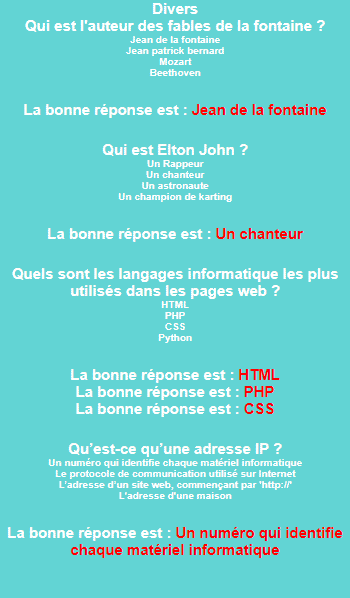 Divers
Qui est l'auteur des fables de la fontaine ?
Jean de la fontaine
Jean patrick bernard
Mozart
Beethoven
La bonne réponse est : Jean de la fontaine
Qui est Elton John ?
Un Rappeur
Un chanteur
Un astronaute
Un champion de karting
La bonne réponse est : Un chanteur
Quels sont les langages informatique les plus
utilisés dans les pages web ?
HTML
PHP
CSS
Python
La bonne réponse est : HTML
La bonne réponse est : PHP
La bonne réponse est : CSS
Qu'est-ce qu'une adresse IP ?
Un numéro qui identifie chaque matériel informatique
Le protocole de communication utilisé sur Internet
L'adresse d'un site web, commençant par 'http://'
L'adresse d'une maison
La bonne réponse est : Un numéro qui identifie
chaque matériel informatique